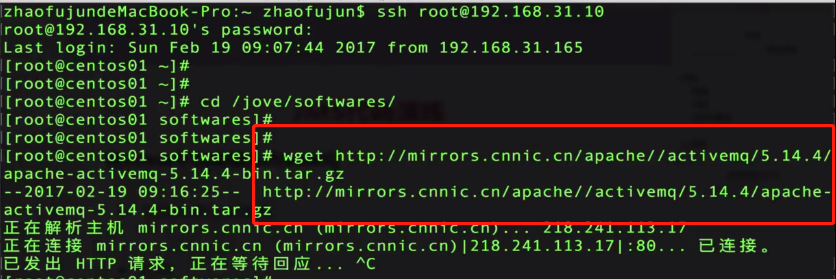 zhaofujundeMacBook-Pro:~ zhaofujun$ ssh root@192.168.31.10
root@192.168.31.10's password:
Last login: Sun Feb 19 09:07:44 2017 from 192.168.31.165
[root@centos01 ~]#
[root@centos01 ~]#
[root@centos01 ~]# cd /jove/softwares/
[root@centos01 softwares]#
[root@centos01 softwares]#
[root@centos01 softwares]# wget http://mirrors.cnnic.cn/apache//activemq/5.14.4/
apache-activemq-5.14.4-bin.tar.gz
--2017-02-19 09:16:25--  http://mirrors.cnnic.cn/apache//activemq/5.14.4/apache-
activemq-5.14.4-bin.tar.gz
正在解析主机 mirrors.cnnic.cn (mirrors.cnnic.cn)... 218.241.113.17
正在连接 mirrors.cnnic.cn (mirrors.cnnic.cn)|218.241.113.17|:80... 已连接。
已发出 HTTP 请求，正在等待回应... ^C
[root@centos01 softwares]#